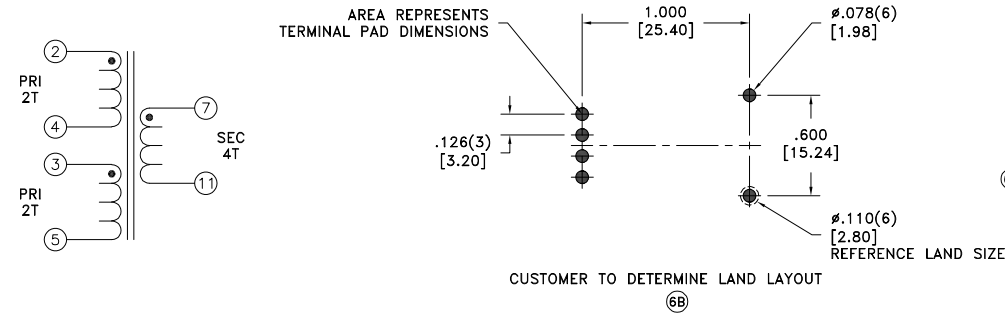 2
PRI
2T
4
3
PRI
2T
5
7
SEC
4T
11
AREA REPRESENTS
TERMINAL PAD DIMENSIONS
1.000
[25.40]
ø.078(6)
[1.98]
.126(3)
[3.20]
.600
[15.24]
ø.110(6)
[2.80]
REFERENCE LAND SIZE
CUSTOMER TO DETERMINE LAND LAYOUT
6B